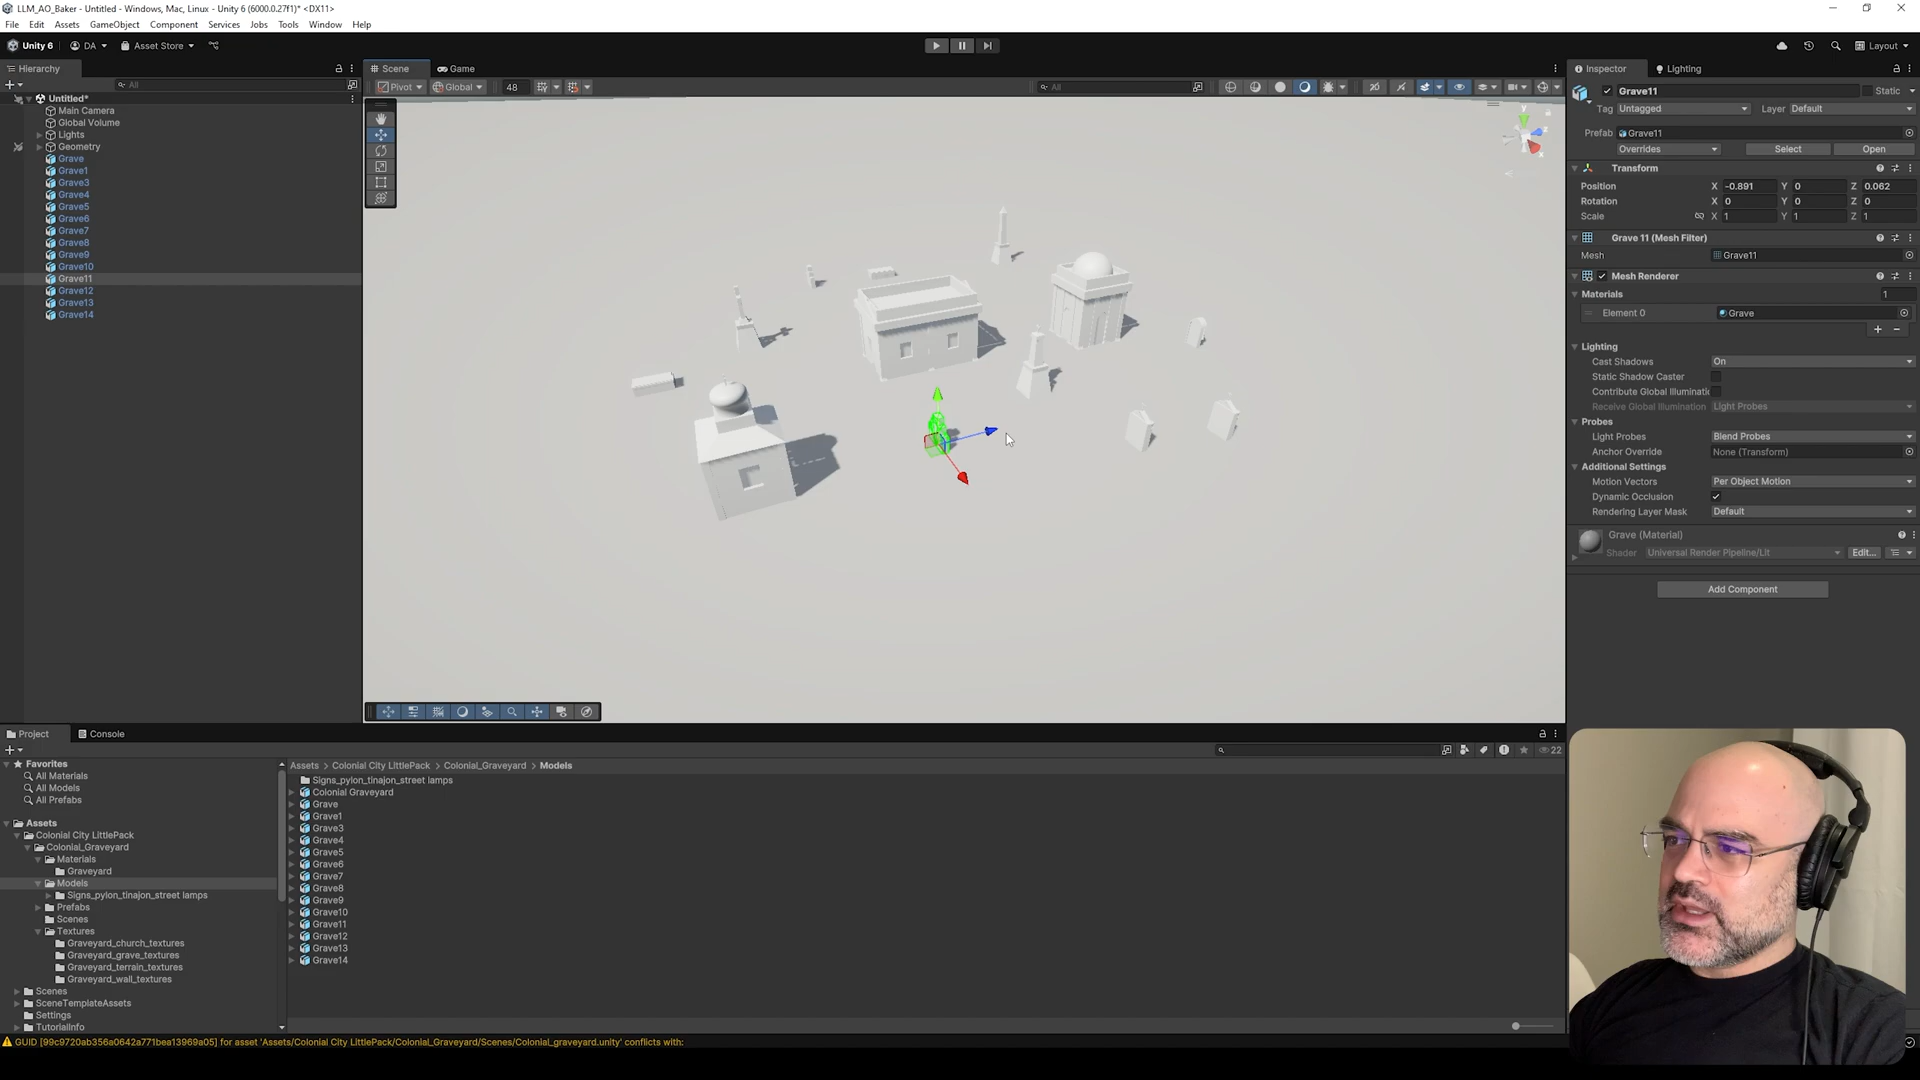 LLM_AO_Baker - Untitled - Windows, Mac, Linux - Unity 6 (6000.0.27f1)* <DX11>
File Edit Assets GameObject Component Services Jobs Tools Window Help
Unity 6 DA Asset Store Layout
Hierarchy Scene Game Inspector Lighting
All Pivot Global 48 All
Untitled*
Main Camera
Global Volume
Lights
Geometry
Grave
Grave1
Grave3
Grave4
Grave5
Grave6
Grave7
Grave8
Grave9
Grave10
Grave11
Grave12
Grave13
Grave14
y
x
Grave11 Static
Tag Untagged Layer Default
Prefab Grave11
Overrides Select Open
Transform
Position X -0.891 Y 0 Z 0.062
Rotation X 0 Y 0 Z 0
Scale X 1 Y 1 Z 1
Grave 11 (Mesh Filter)
Mesh Grave11
Mesh Renderer
Materials 1
Element 0 Grave
Lighting
Cast Shadows On
Static Shadow Caster
Contribute Global Illuminati
Receive Global Illumination Light Probes
Probes
Light Probes Blend Probes
Anchor Override None (Transform)
Additional Settings
Motion Vectors Per Object Motion
Dynamic Occlusion
Rendering Layer Mask Default
Grave (Material)
Shader Universal Render Pipeline/Lit Edit...
Add Component
Project Console
22
Favorites
All Materials
All Models
All Prefabs
Assets
Colonial City LittlePack
Colonial_Graveyard
Materials
Graveyard
Models
Signs_pylon_tinajon_street lamps
Prefabs
Scenes
Textures
Graveyard_church_textures
Graveyard_grave_textures
Graveyard_terrain_textures
Graveyard_wall_textures
Scenes
SceneTemplateAssets
Settings
TutorialInfo
Assets > Colonial City LittlePack > Colonial_Graveyard > Models
Signs_pylon_tinajon_street lamps
Colonial Graveyard
Grave
Grave1
Grave3
Grave4
Grave5
Grave6
Grave7
Grave8
Grave9
Grave10
Grave11
Grave12
Grave13
Grave14
GUID [99c9720ab356a0642a771bea13969a05] for asset 'Assets/Colonial City LittlePack/Colonial_Graveyard/Scenes/Colonial_graveyard.unity' conflicts with: